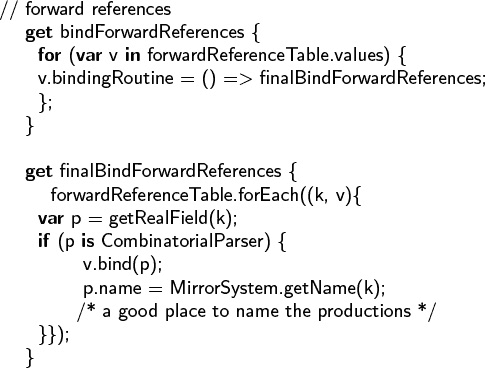 // forward references
get bindForwardReferences {
for (var v in forwardReferenceTable.values) {
v.bindingRoutine = () => finalBindForwardReferences;
};
}
get finalBindForwardReferences {
forwardReferenceTable.forEach((k, v){
var p = getRealField(k);
if (p is CombinatorialParser) {
v.bind(p);
p.name = MirrorSystem.getName(k);
/* a good place to name the productions */
}});
}